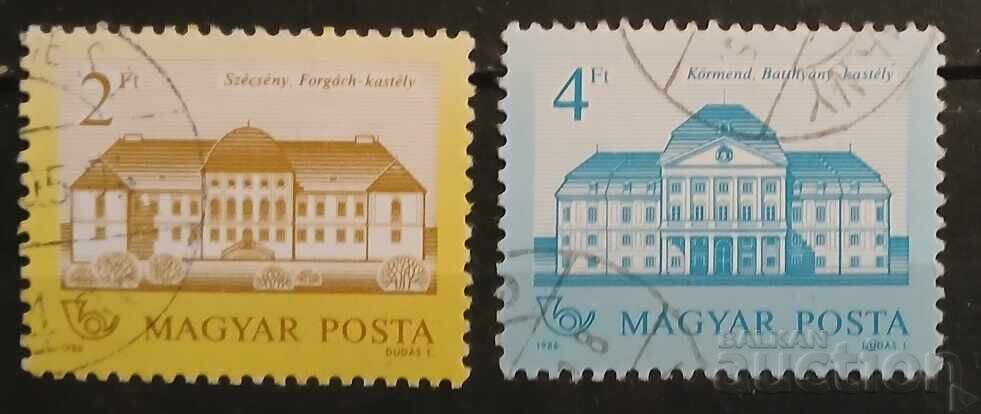 2 Ft
Szécsény, Forgách-kastély
MAGYAR POSTA
1986
DUDÁS L.
4 Ft
Körmend, Batthyány-kastély
MAGYAR POSTA
1986
DUDÁS L.
BALKAN
auction